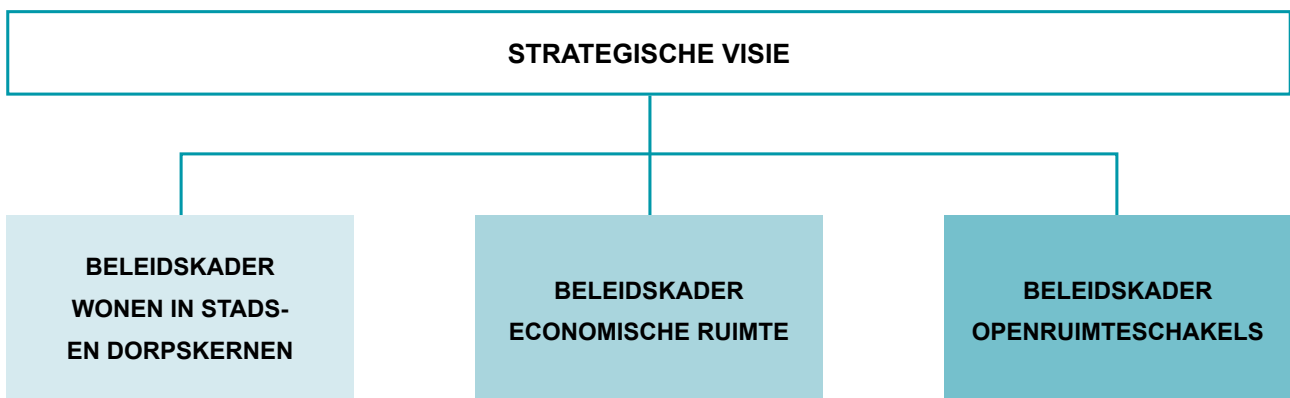 STRATEGISCHE VISIE
BELEIDSKADER
WONEN IN STADS-
EN DORPSKERNEN
BELEIDSKADER
ECONOMISCHE RUIMTE
BELEIDSKADER
OPENRUIMTESCHAKELS